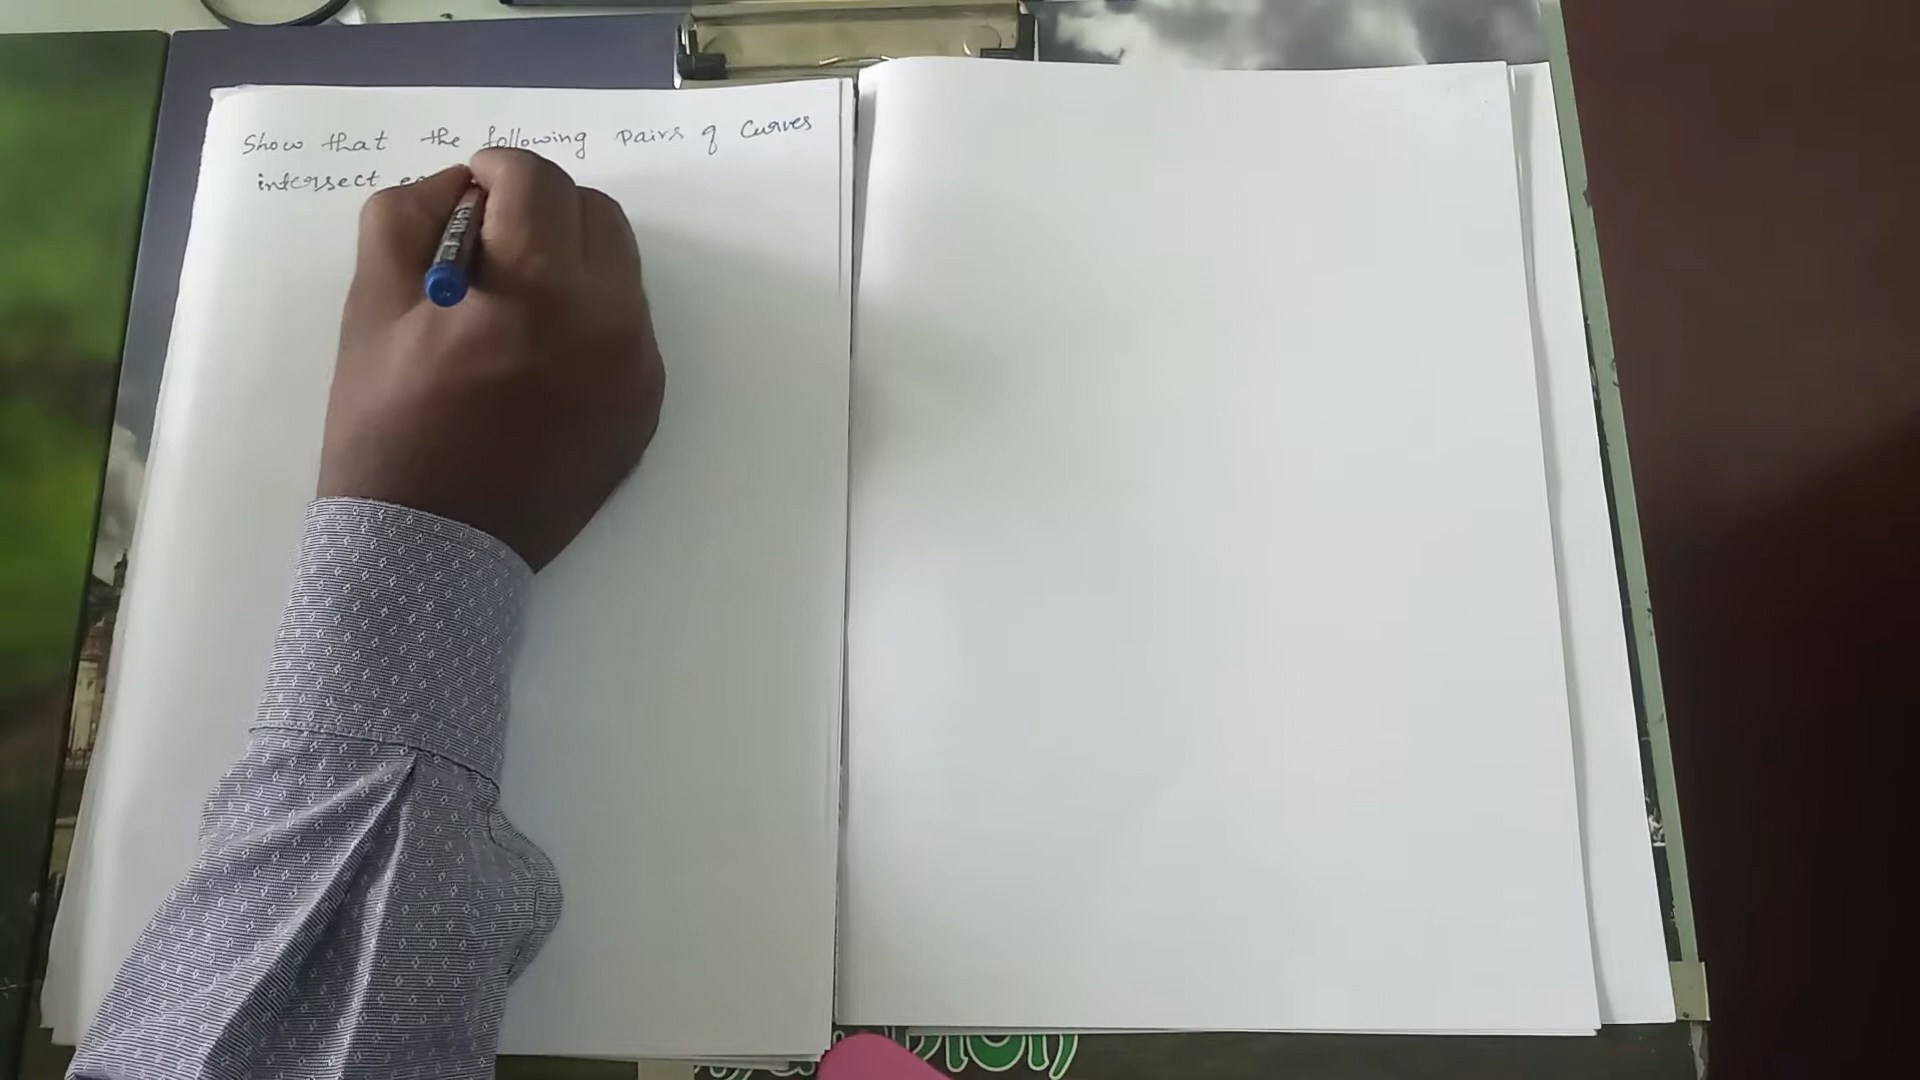 Show that the following Pairs of Curves
intersect